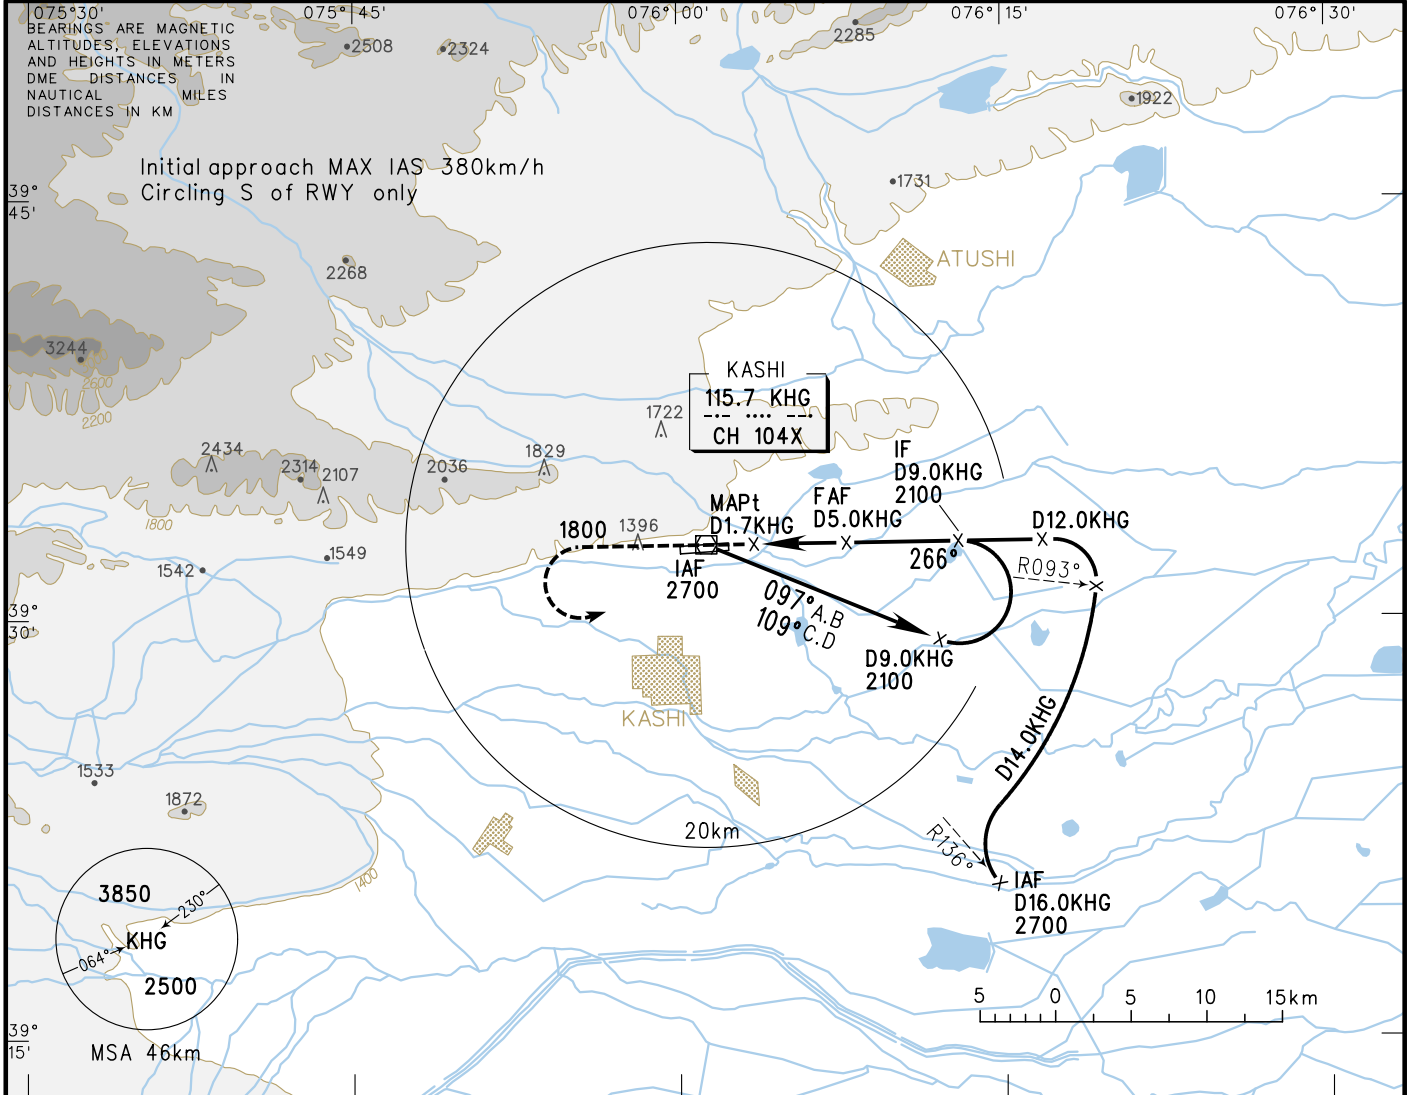 075°30'
075°45'
076°00'
076°15'
076°30'
BEARINGS ARE MAGNETIC
ALTITUDES, ELEVATIONS
AND HEIGHTS IN METERS
DME DISTANCES IN
NAUTICAL MILES
DISTANCES IN KM
2508
2324
2285
1922
Initial approach MAX IAS 380km/h
Circling S of RWY only
39°
45'
1731
ATUSHI
2268
3244
2600
2200
KASHI
115.7 KHG
CH 104X
1722
IF
D9.0KHG
2100
2434
2314
2107
2036
1829
1800
MAPt
D1.7KHG
FAF
D5.0KHG
D12.0KHG
1800
1396
1549
1542
IAF
2700
266°
R093°
097°A.B
109°C.D
39°
30'
D9.0KHG
2100
KASHI
D14.0KHG
1533
1872
20km
R136°
1400
IAF
D16.0KHG
2700
3850
230°
KHG
064°
2500
5 0 5 10 15km
39°
15'
MSA 46km